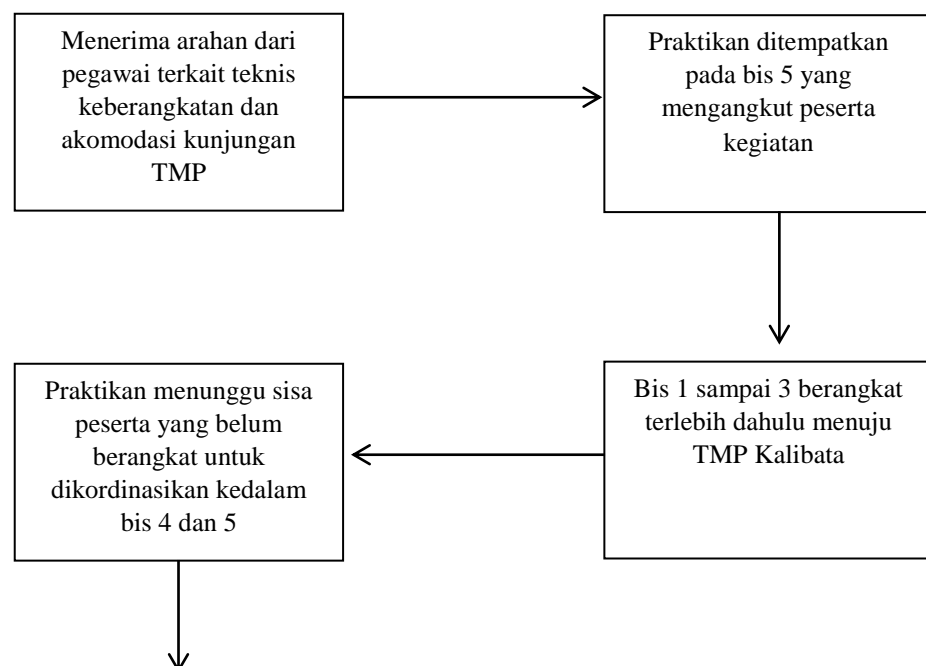 Menerima arahan dari
pegawai terkait teknis
keberangkatan dan
akomodasi kunjungan
TMP
Praktikan ditempatkan
pada bis 5 yang
mengangkut peserta
kegiatan
Bis 1 sampai 3 berangkat
terlebih dahulu menuju
TMP Kalibata
Praktikan menunggu sisa
peserta yang belum
berangkat untuk
dikordinasikan kedalam
bis 4 dan 5